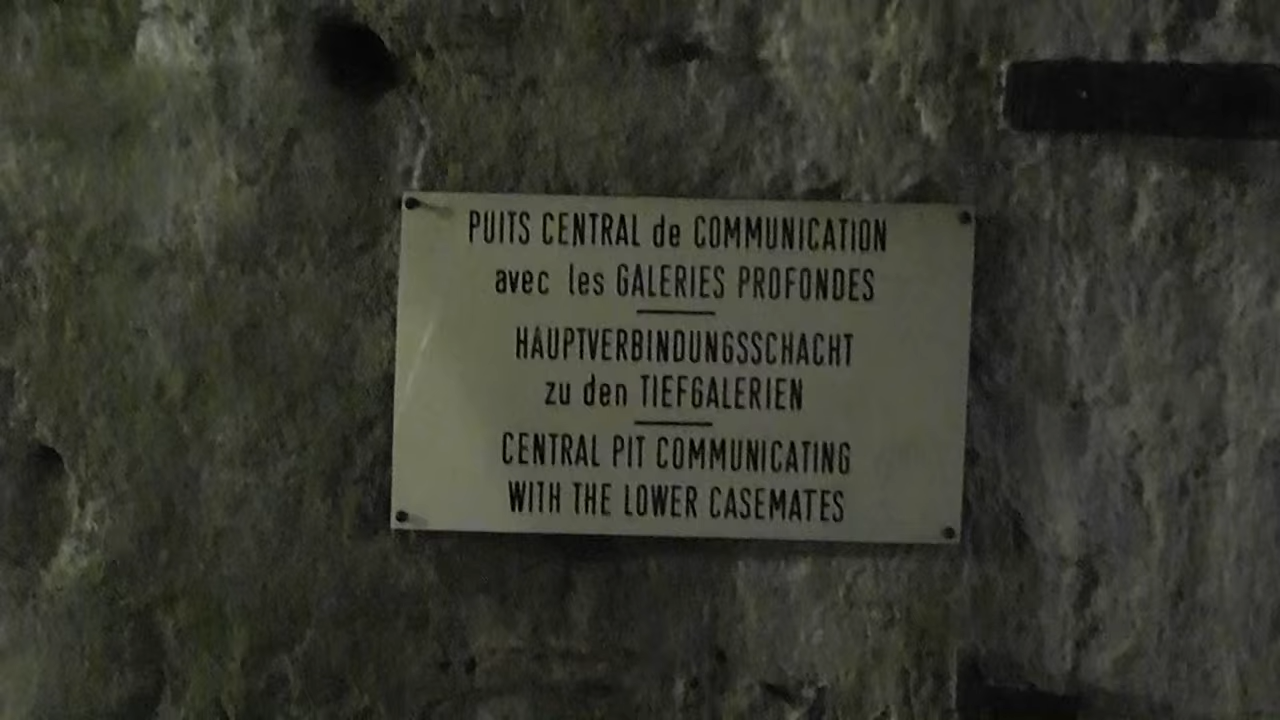 PUITS CENTRAL de COMMUNICATION
avec les GALERIES PROFONDES
HAUPTVERBINDUNGSSCHACHT
zu den TIEFGALERIEN
CENTRAL PIT COMMUNICATING
WITH THE LOWER CASEMATES